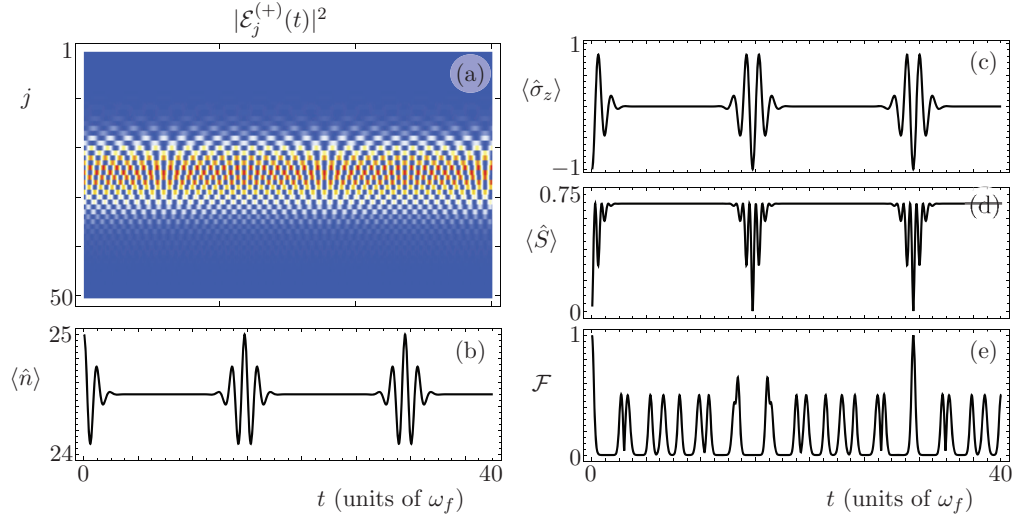 |ℰ_j^{(+)}(t)|^2
1
j
50
(a)
25
⟨n̂⟩
24
(b)
0
40
t (units of ω_f)
1
⟨σ̂_z⟩
−1
(c)
0.75
⟨Ŝ⟩
0
(d)
1
ℱ
0
(e)
0
40
t (units of ω_f)